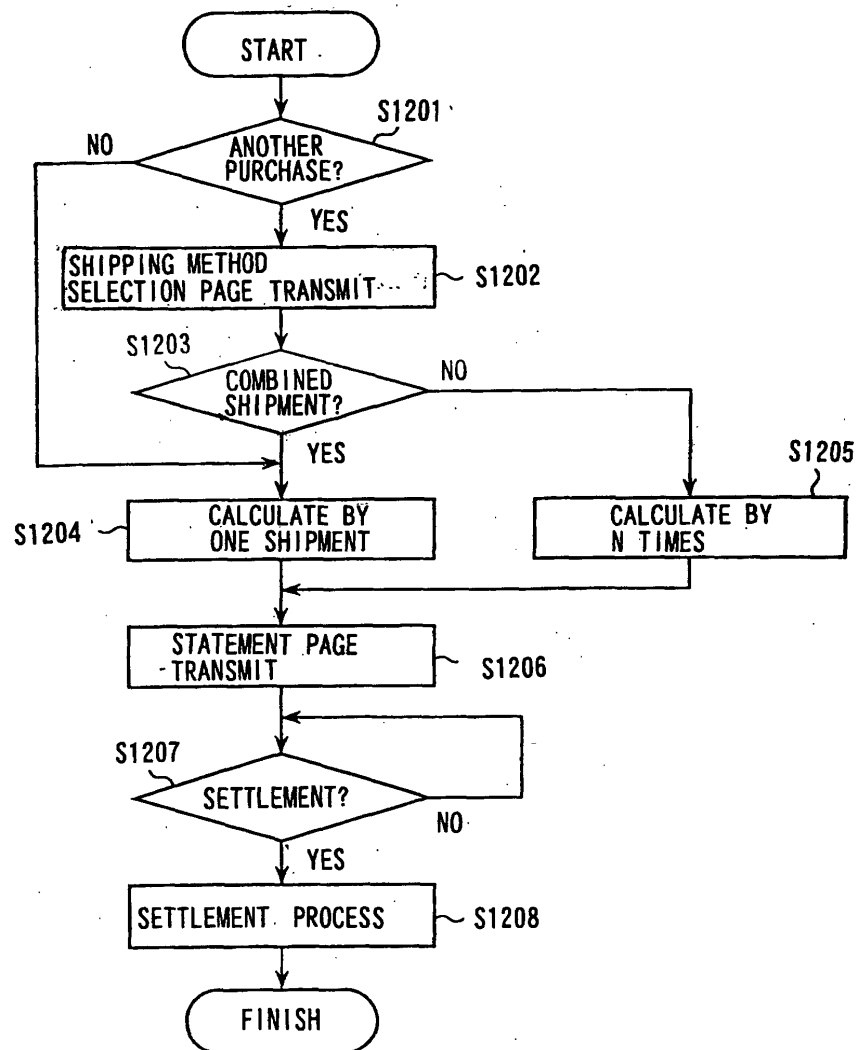 START
S1201
NO
ANOTHER
PURCHASE?
YES
SHIPPING METHOD
SELECTION PAGE TRANSMIT
S1202
S1203
COMBINED
SHIPMENT?
NO
YES
S1205
S1204
CALCULATE BY
ONE SHIPMENT
CALCULATE BY
N TIMES
STATEMENT PAGE
TRANSMIT
S1206
S1207
SETTLEMENT?
NO
YES
SETTLEMENT PROCESS
S1208
FINISH